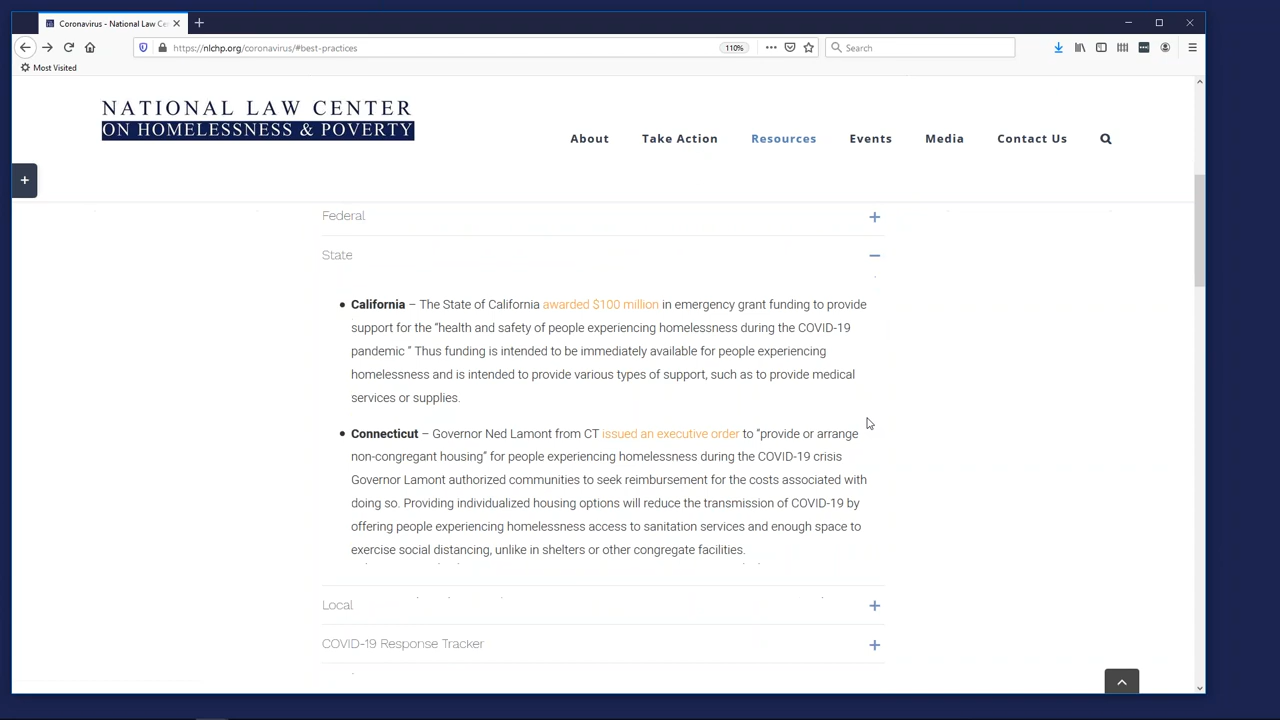 Coronavirus - National Law Ce
https://nlchp.org/coronavirus/#best-practices
110%
Search
Most Visited
NATIONAL LAW CENTER
ON HOMELESSNESS & POVERTY
About
Take Action
Resources
Events
Media
Contact Us
Federal
State
California – The State of California awarded $100 million in emergency grant funding to provide
support for the “health and safety of people experiencing homelessness during the COVID-19
pandemic ” Thus funding is intended to be immediately available for people experiencing
homelessness and is intended to provide various types of support, such as to provide medical
services or supplies.
Connecticut – Governor Ned Lamont from CT issued an executive order to “provide or arrange
non-congregant housing” for people experiencing homelessness during the COVID-19 crisis
Governor Lamont authorized communities to seek reimbursement for the costs associated with
doing so. Providing individualized housing options will reduce the transmission of COVID-19 by
offering people experiencing homelessness access to sanitation services and enough space to
exercise social distancing, unlike in shelters or other congregate facilities.
Local
COVID-19 Response Tracker